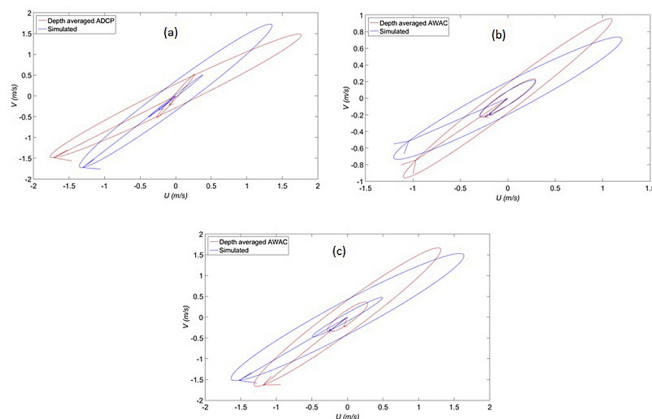 Depth averaged ADCP
Simulated
(a)
V (m/s)
2
1.5
1
0.5
0
-0.5
-1
-1.5
-2
-2 -1.5 -1 -0.5 0 0.5 1 1.5 2
U (m/s)
Depth averaged AWAC
Simulated
(b)
V (m/s)
1
0.8
0.6
0.4
0.2
0
-0.2
-0.4
-0.6
-0.8
-1
-1.5 -1 -0.5 0 0.5 1 1.5
U (m/s)
Depth averaged AWAC
Simulated
(c)
V (m/s)
2
1.5
1
0.5
0
-0.5
-1
-1.5
-2
-2 -1.5 -1 -0.5 0 0.5 1 1.5 2
U (m/s)